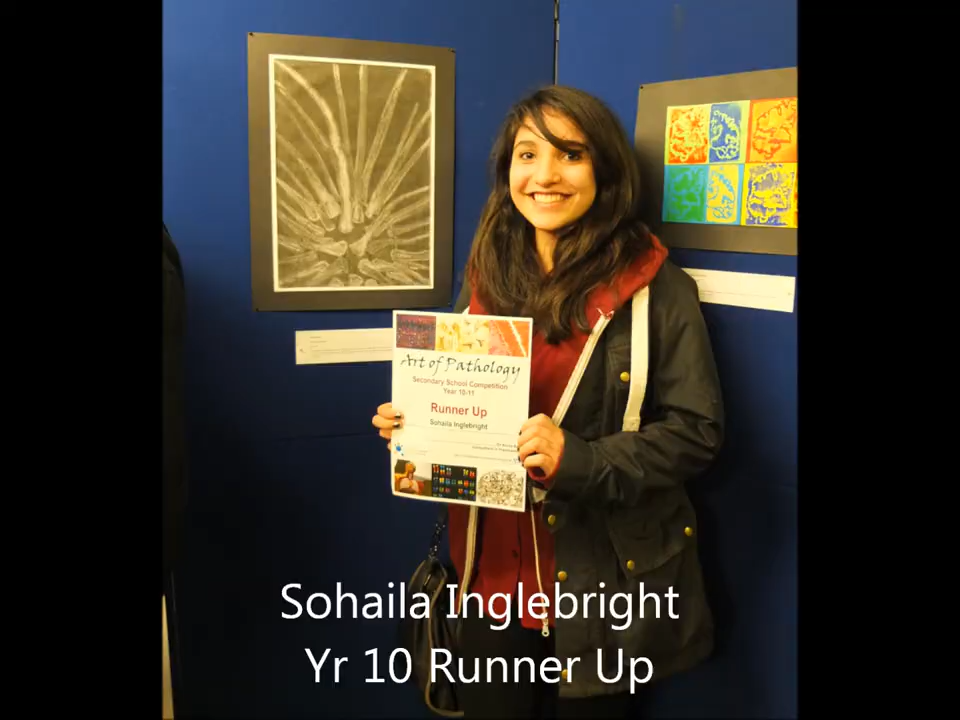 Art of Pathology
Secondary School Competition
Year 10-11
Runner Up
Sohaila Inglebright
Sohaila Inglebright
Yr 10 Runner Up